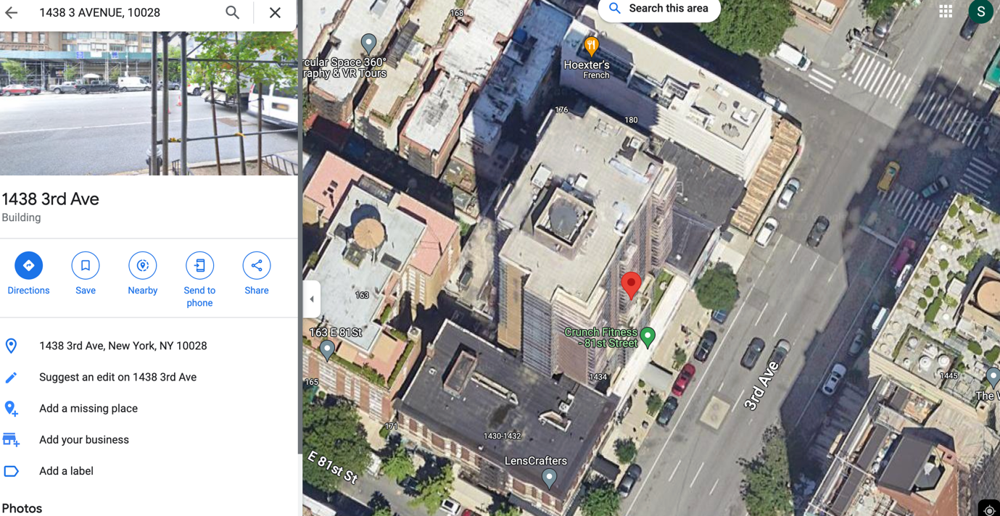 1438 3 AVENUE, 10028
1438 3rd Ave
Building
Directions
Save
Nearby
Send to
phone
Share
1438 3rd Ave, New York, NY 10028
Suggest an edit on 1438 3rd Ave
Add a missing place
Add your business
Add a label
Photos
Search this area
S
168
rcular Space 360°
raphy & VR Tours
Hoexter's
French
176
180
163
163 E 81St
165
Crunch Fitness
- 81st Street
1434
171
1430-1432
LensCrafters
E 81st St
3rd Ave
1445
The